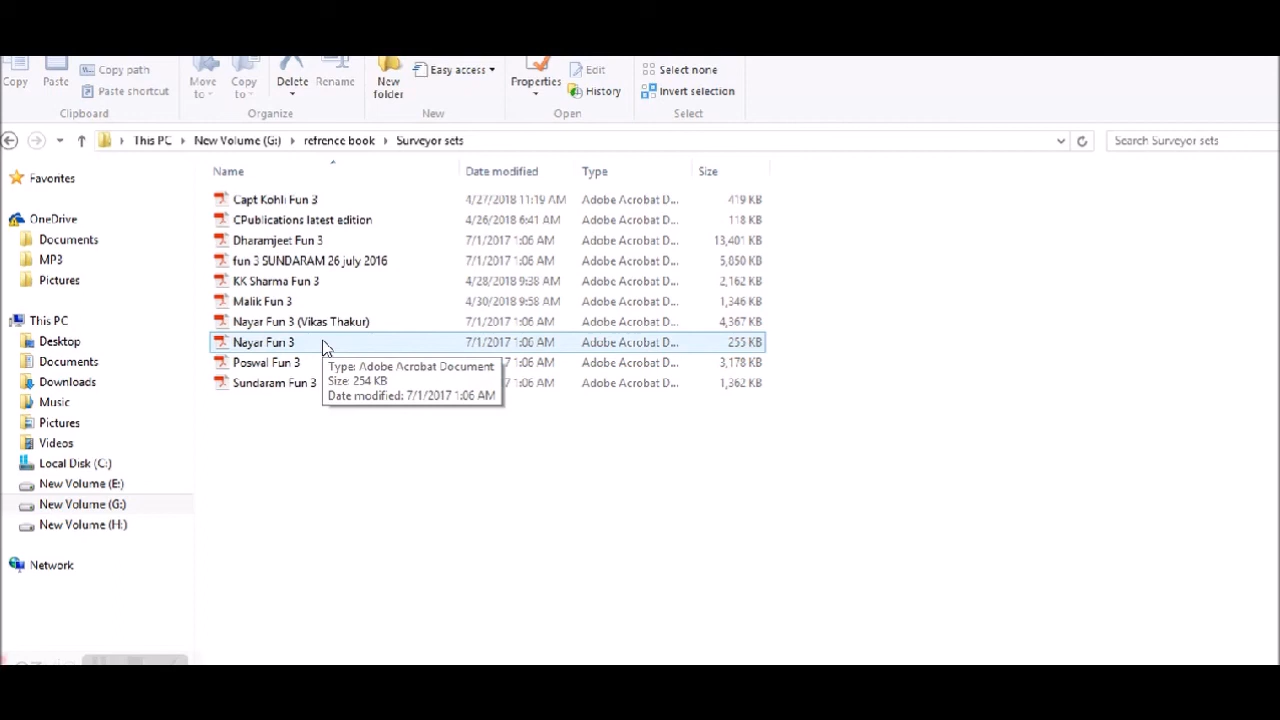 Copy
Paste
Copy path
Paste shortcut
Move to
Copy to
Delete
Rename
New folder
Easy access
Properties
Edit
History
Select none
Invert selection
Clipboard
Organize
New
Open
Select
This PC
New Volume (G:)
refrence book
Surveyor sets
Search Surveyor sets
Name
Date modified
Type
Size
Capt Kohli Fun 3 4/27/2018 11:19 AM Adobe Acrobat D... 419 KB
CPublications latest edition 4/26/2018 6:41 AM Adobe Acrobat D... 118 KB
Dharamjeet Fun 3 7/1/2017 1:06 AM Adobe Acrobat D... 13,401 KB
fun 3 SUNDARAM 26 july 2016 7/1/2017 1:06 AM Adobe Acrobat D... 5,050 KB
KK Sharma Fun 3 4/28/2018 9:38 AM Adobe Acrobat D... 2,162 KB
Malik Fun 3 4/30/2018 9:58 AM Adobe Acrobat D... 1,346 KB
Nayar Fun 3 (Vikas Thakur) 7/1/2017 1:06 AM Adobe Acrobat D... 4,367 KB
Nayar Fun 3 7/1/2017 1:06 AM Adobe Acrobat D... 255 KB
Poswal Fun 3 Adobe Acrobat D... 3,178 KB
Sundaram Fun 3 Adobe Acrobat D... 1,362 KB
Type: Adobe Acrobat Document
Size: 254 KB
Date modified: 7/1/2017 1:06 AM
Favorites
OneDrive
Documents
MP3
Pictures
This PC
Desktop
Documents
Downloads
Music
Pictures
Videos
Local Disk (C:)
New Volume (E:)
New Volume (G:)
New Volume (H:)
Network